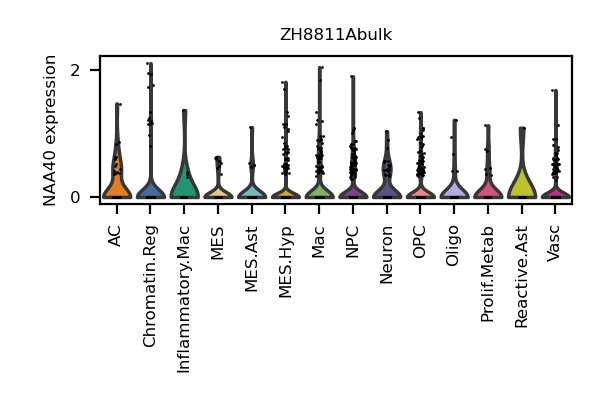 ZH8811Abulk
NAA40 expression
2
0
AC
Chromatin.Reg
Inflammatory.Mac
MES
MES.Ast
MES.Hyp
Mac
NPC
Neuron
OPC
Oligo
Prolif.Metab
Reactive.Ast
Vasc